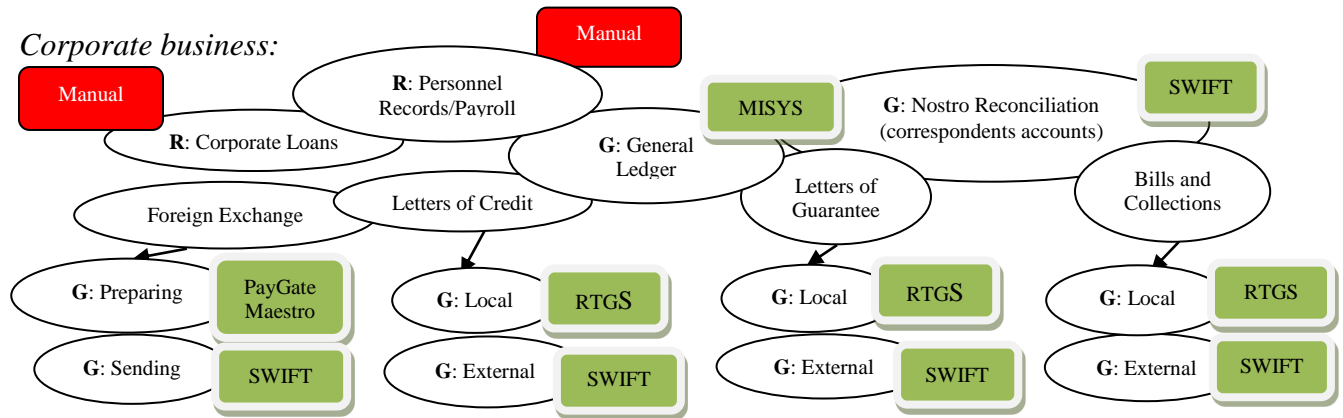 Corporate business:
Manual
Manual
R: Personnel
Records/Payroll
R: Corporate Loans
G: General
Ledger
MISYS
G: Nostro Reconciliation
(correspondents accounts)
SWIFT
Foreign Exchange
Letters of Credit
Letters of
Guarantee
Bills and
Collections
G: Preparing
PayGate
Maestro
G: Local
RTGS
G: Local
RTGS
G: Local
RTGS
G: Sending
SWIFT
G: External
SWIFT
G: External
SWIFT
G: External
SWIFT